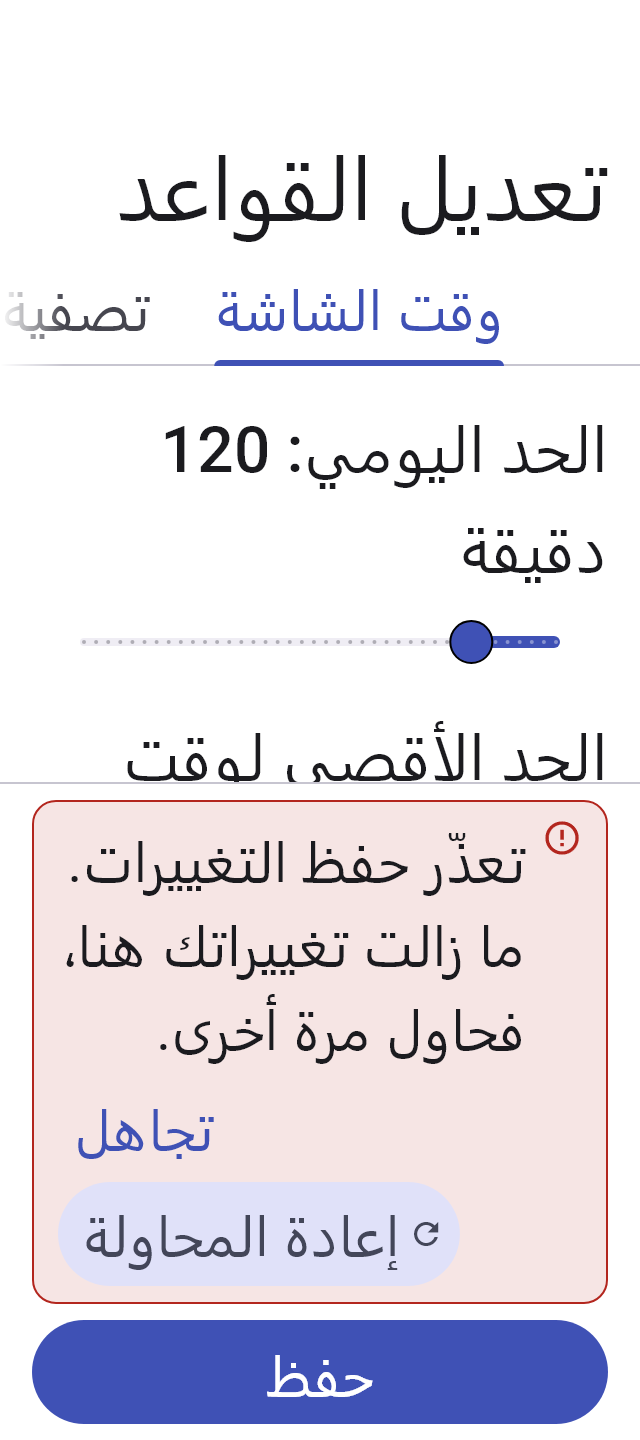 تعديل القواعد
وقت الشاشة
تصفية
الحد اليومي: 120
دقيقة
الحد الأقصى لوقت
تعذّر حفظ التغييرات.
ما زالت تغييراتك هنا،
فحاول مرة أخرى.
تجاهل
إعادة المحاولة
حفظ